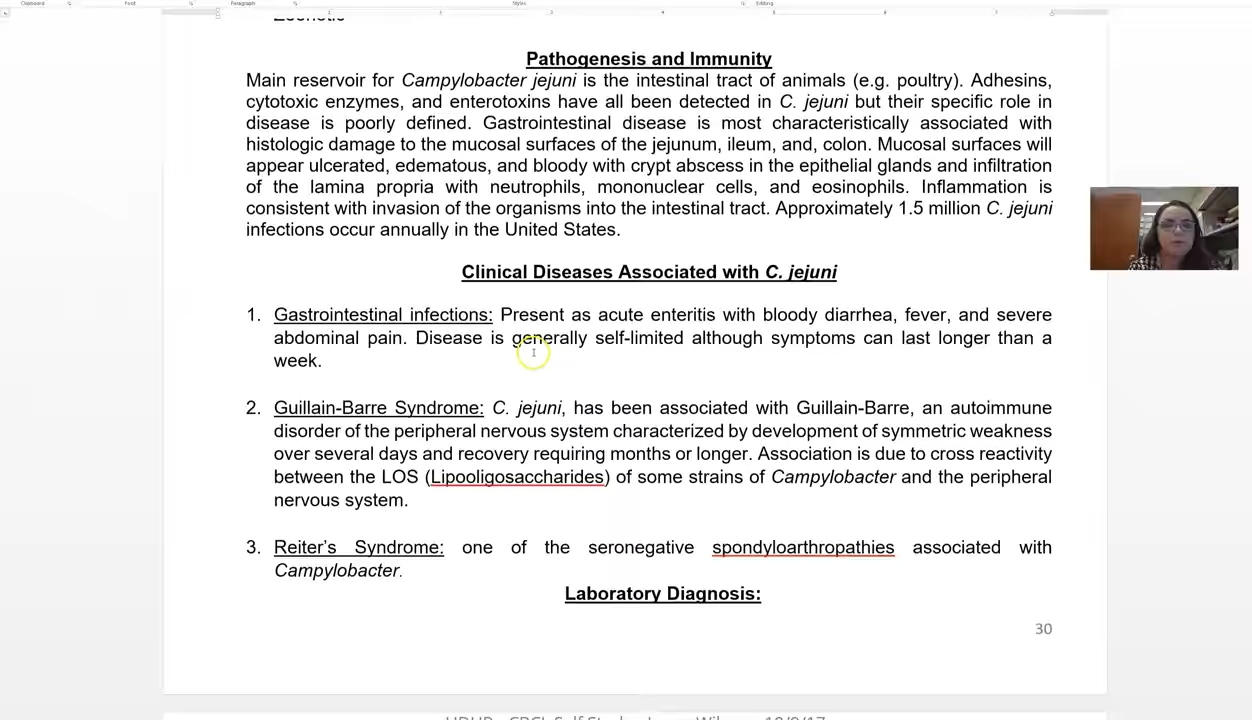 Clipboard Font Paragraph Styles Editing
Zoonotic
Pathogenesis and Immunity
Main reservoir for Campylobacter jejuni is the intestinal tract of animals (e.g. poultry). Adhesins,
cytotoxic enzymes, and enterotoxins have all been detected in C. jejuni but their specific role in
disease is poorly defined. Gastrointestinal disease is most characteristically associated with
histologic damage to the mucosal surfaces of the jejunum, ileum, and, colon. Mucosal surfaces will
appear ulcerated, edematous, and bloody with crypt abscess in the epithelial glands and infiltration
of the lamina propria with neutrophils, mononuclear cells, and eosinophils. Inflammation is
consistent with invasion of the organisms into the intestinal tract. Approximately 1.5 million C. jejuni
infections occur annually in the United States.
Clinical Diseases Associated with C. jejuni
1. Gastrointestinal infections: Present as acute enteritis with bloody diarrhea, fever, and severe
abdominal pain. Disease is generally self-limited although symptoms can last longer than a
week.
2. Guillain-Barre Syndrome: C. jejuni, has been associated with Guillain-Barre, an autoimmune
disorder of the peripheral nervous system characterized by development of symmetric weakness
over several days and recovery requiring months or longer. Association is due to cross reactivity
between the LOS (Lipooligosaccharides) of some strains of Campylobacter and the peripheral
nervous system.
3. Reiter's Syndrome: one of the seronegative spondyloarthropathies associated with
Campylobacter.
Laboratory Diagnosis:
30